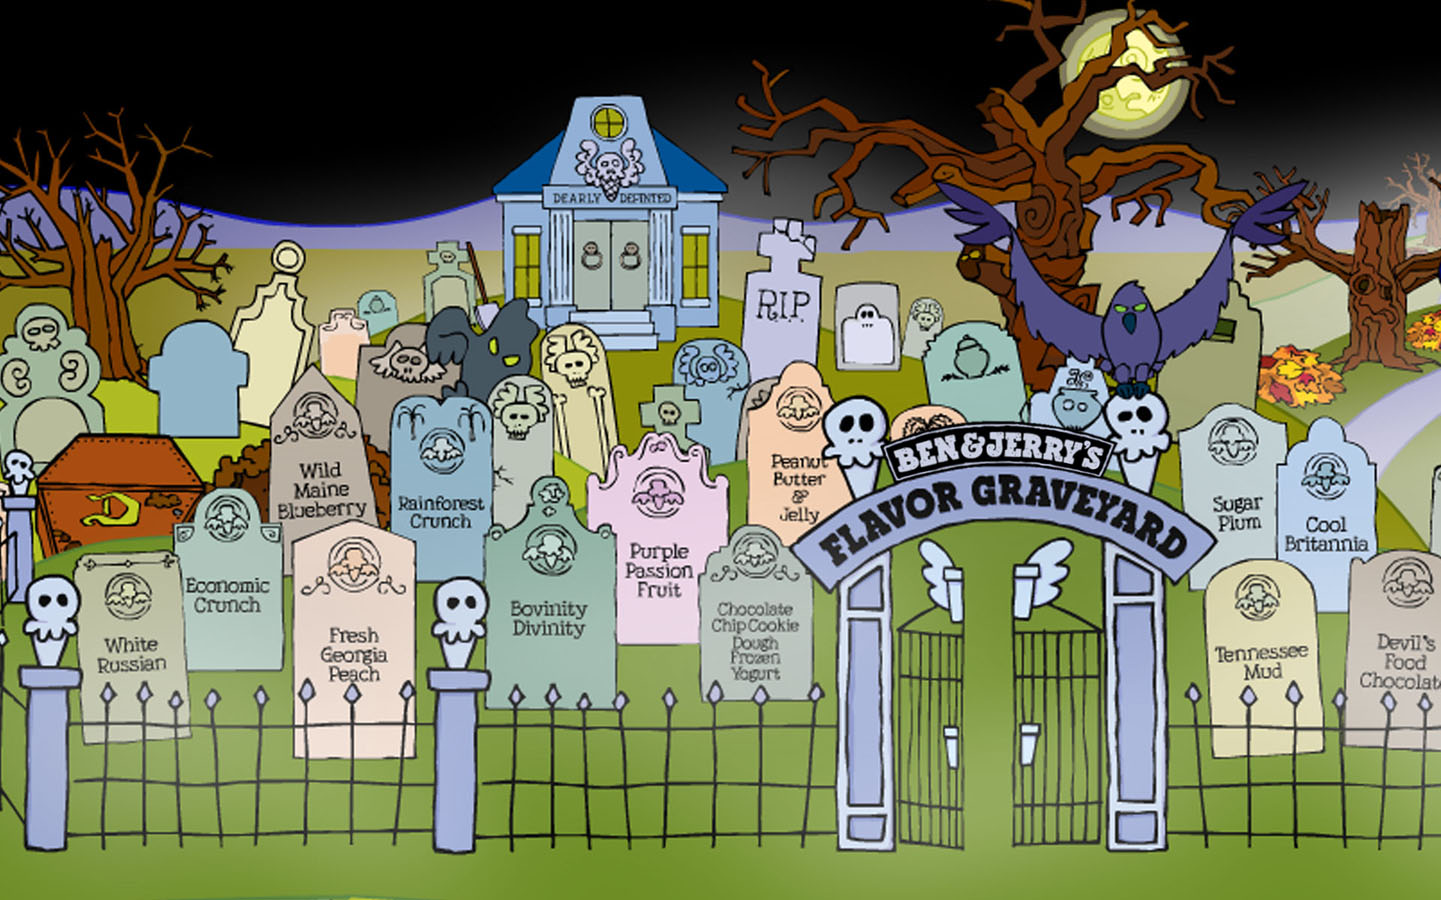 DEARLY DEPINTED
R.I.P.
Wild
Maine
Blueberry
Rainforest
Crunch
Peanut
Butter
&
Jelly
BEN & JERRY'S
FLAVOR GRAVEYARD
Sugar
Plum
Cool
Britannia
Economic
Crunch
White
Russian
Fresh
Georgia
Peach
Bovinity
Divinity
Purple
Passion
Fruit
Chocolate
Chip Cookie
Dough
Frozen
Yogurt
Tennessee
Mud
Devil's
Food
Chocolate